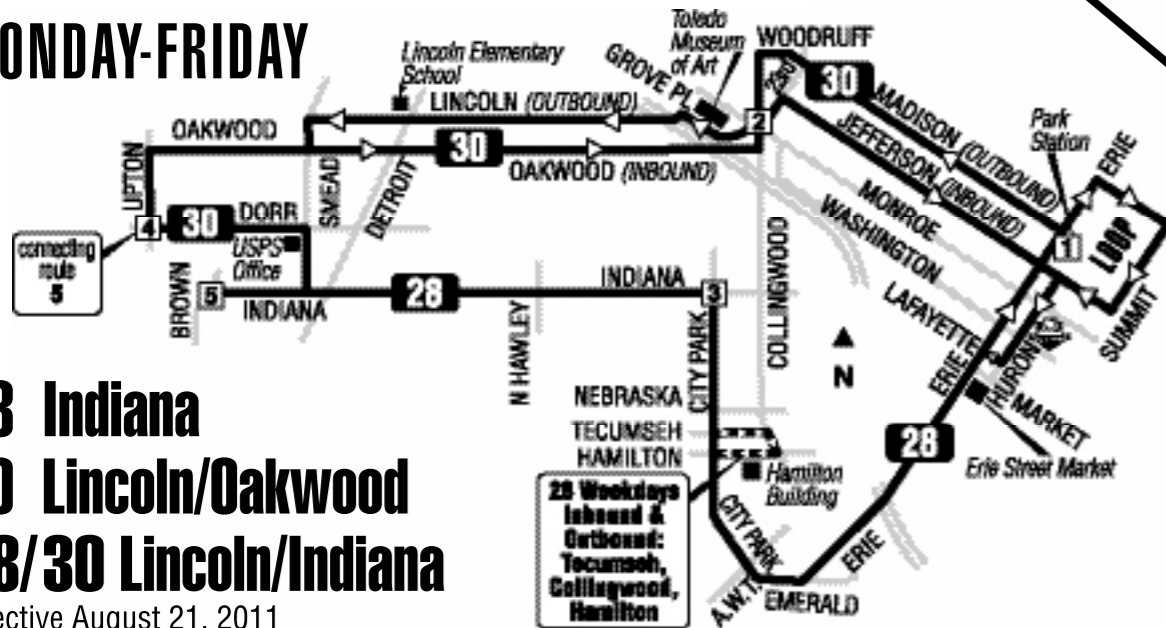 ONDAY-FRIDAY
Toledo
Museum
of Art
WOODRUFF
Lincoln Elementary
School
GROVE PL
30
MADISON (OUTBOUND)
LINCOLN (OUTBOUND)
2
JEFFERSON (INBOUND)
Park
Station
ERIE
OAKWOOD
30
OAKWOOD (INBOUND)
UPTON
SMEAD
DETROIT
MONROE
WASHINGTON
1
LOOP
4
30
DORR
USPS
Office
connecting
route
5
BROWN
5
INDIANA
28
INDIANA
3
N HAWLEY
CITY PARK
COLLINGWOOD
LAFAYETTE
ERIE
HURON
SUMMIT
N
MARKET
NEBRASKA
TECUMSEH
HAMILTON
28
Erie Street Market
Hamilton
Building
28 Weekdays
Inbound &
Outbound:
Tecumseh,
Collingwood,
Hamilton
CITY PARK
ERIE
A.W.T.
EMERALD
8 Indiana
0 Lincoln/Oakwood
8/30 Lincoln/Indiana
ective August 21, 2011